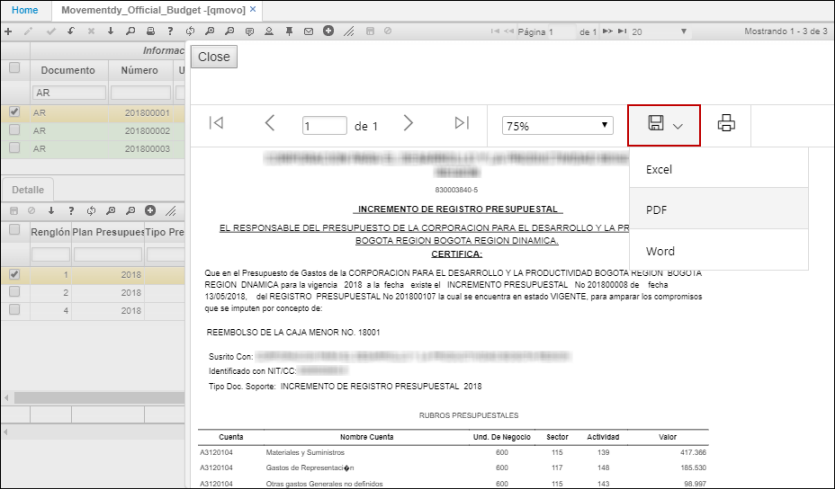 Home
Movementdy_Official_Budget -[qmovo] ×
Página 1 de 1 20 Mostrando 1 - 3 de 3
Informac
Documento Número U
AR
AR 201800001
AR 201800002
AR 201800003
Detalle
Renglón Plan Presupues Tipo Pre
1 2018
2 2018
4 2018
Close
1 de 1 75%
Excel
PDF
Word
830003840-5
INCREMENTO DE REGISTRO PRESUPUESTAL
EL RESPONSABLE DEL PRESUPUESTO DE LA CORPORACION PARA EL DESARROLLO Y LA PR
BOGOTA REGION BOGOTA REGION DINAMICA.
CERTIFICA:
Que en el Presupuesto de Gastos de la CORPORACION PARA EL DESARROLLO Y LA PRODUCTIVIDAD BOGOTA REGION BOGOTA
REGION DNAMICA para la vigencia 2018 a la fecha existe el INCREMENTO PRESUPUESTAL No 201800008 de fecha
13/05/2018, del REGISTRO PRESUPUESTAL No 201800107 la cual se encuentra en estado VIGENTE, para amparar los compromisos
que se imputen por concepto de:
REEMBOLSO DE LA CAJA MENOR NO. 18001
Susrito Con:
Identificado con NIT/CC:
Tipo Doc. Soporte: INCREMENTO DE REGISTRO PRESUPUESTAL 2018
RUBROS PRESUPUESTALES
Cuenta Nombre Cuenta Und. De Negocio Sector Actividad Valor
A3120104 Materiales y Suministros 600 115 139 417.366
A3120104 Gastos de Representaci�n 600 117 148 185.530
A3120104 Otras gastos Generales no definidos 600 115 143 98.997